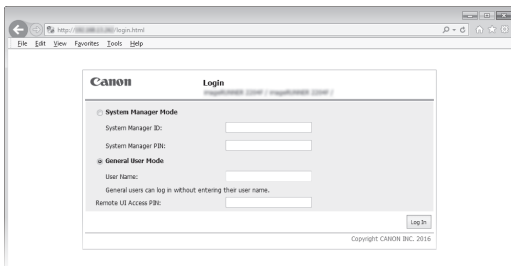 http:// /login.html
File Edit View Favorites Tools Help
Canon Login
System Manager Mode
System Manager ID:
System Manager PIN:
General User Mode
User Name:
General users can log in without entering their user name.
Remote UI Access PIN:
Log In
Copyright CANON INC. 2016